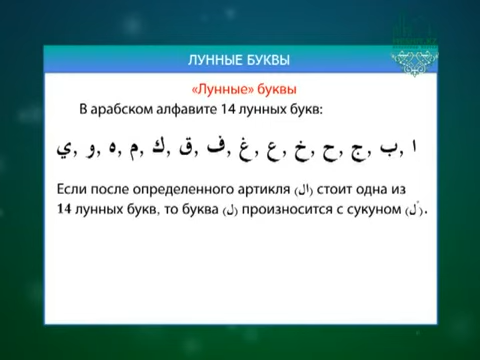 ЛУННЫЕ БУКВЫ
«Лунные» буквы
В арабском алфавите 14 лунных букв:
ا, ب, ج, ح, خ, ع, غ, ف, ق, ك, م, ه, و, ي
Если после определенного артикля (ال) стоит одна из
14 лунных букв, то буква (ل) произносится с сукуном (لْ).